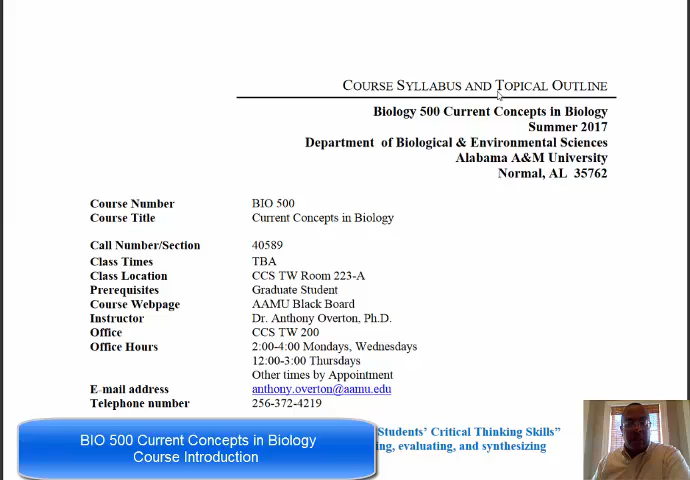 COURSE SYLLABUS AND TOPICAL OUTLINE
Biology 500 Current Concepts in Biology
Summer 2017
Department of Biological & Environmental Sciences
Alabama A&M University
Normal, AL 35762
Course Number BIO 500
Course Title Current Concepts in Biology
Call Number/Section 40589
Class Times TBA
Class Location CCS TW Room 223-A
Prerequisites Graduate Student
Course Webpage AAMU Black Board
Instructor Dr. Anthony Overton, Ph.D.
Office CCS TW 200
Office Hours 2:00-4:00 Mondays, Wednesdays
12:00-3:00 Thursdays
Other times by Appointment
E-mail address anthony.overton@aamu.edu
Telephone number 256-372-4219
Students' Critical Thinking Skills"
ing, evaluating, and synthesizing
BIO 500 Current Concepts in Biology
Course Introduction